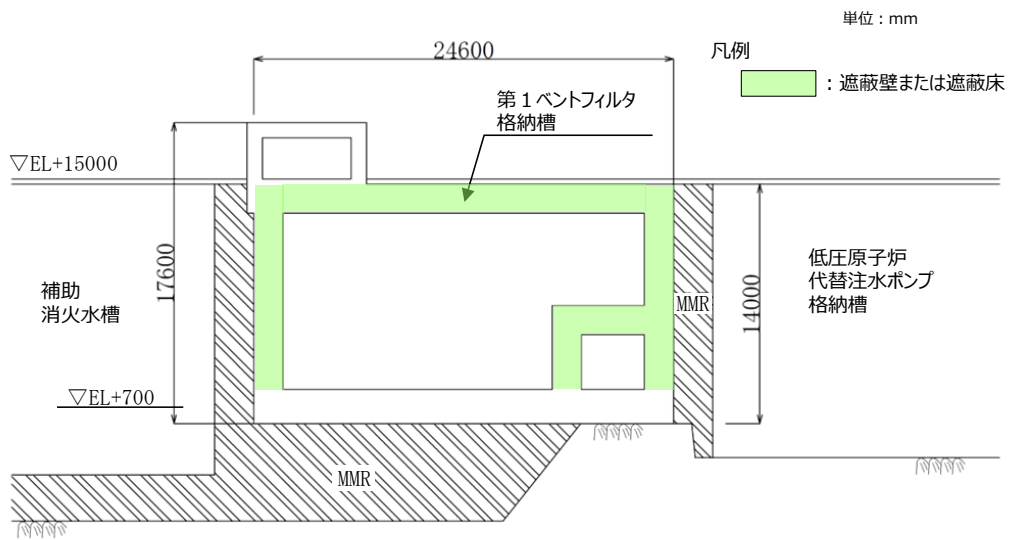 単位：mm
24600
凡例
：遮蔽壁または遮蔽床
第１ベントフィルタ
格納槽
▽EL+15000
17600
補助
消火水槽
MMR
14000
低圧原子炉
代替注水ポンプ
格納槽
▽EL+700
MMR